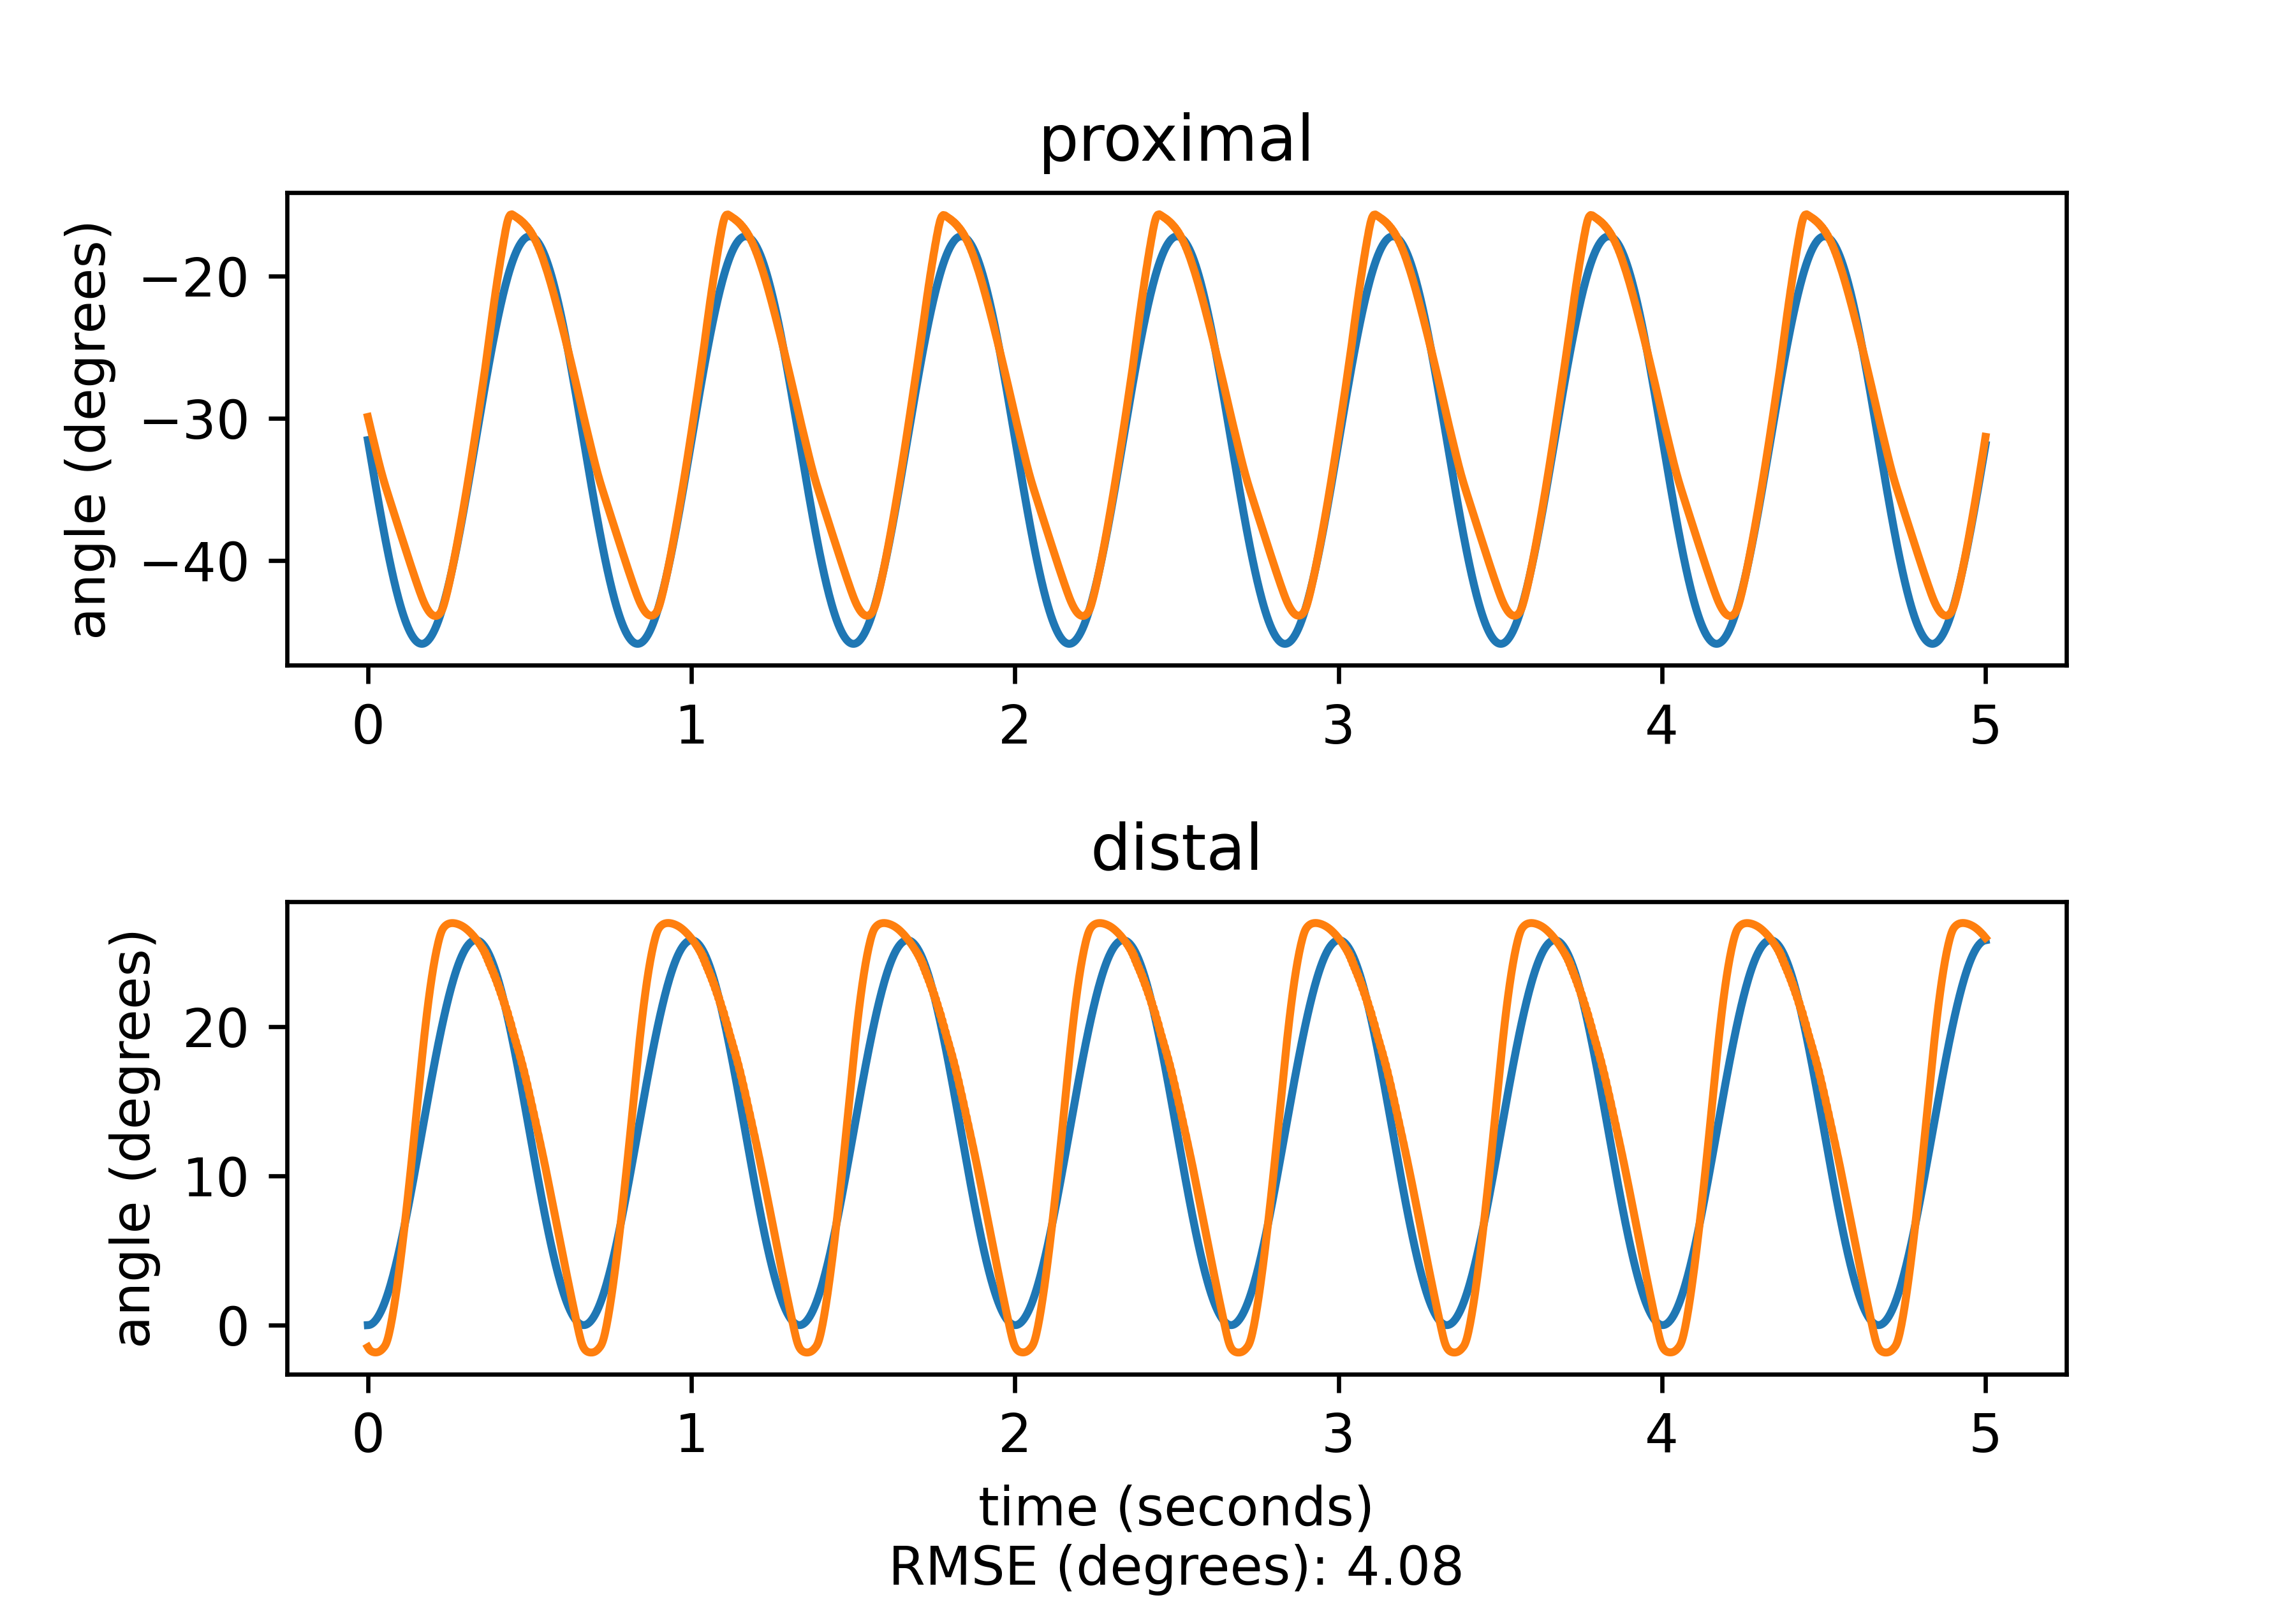 proximal
angle (degrees)
−20
−30
−40
0 1 2 3 4 5
distal
angle (degrees)
20
10
0
0 1 2 3 4 5
time (seconds)
RMSE (degrees): 4.08